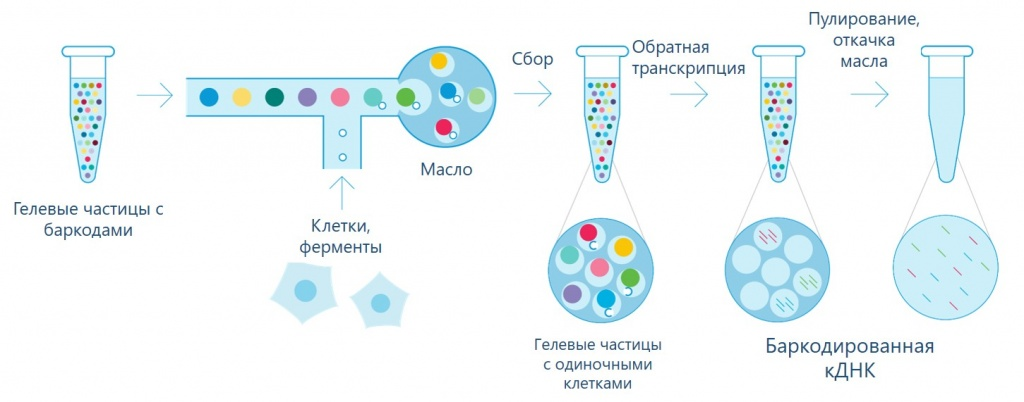 Гелевые частицы с
баркодами
Клетки,
ферменты
Масло
Сбор
Гелевые частицы
с одиночными
клетками
Обратная
транскрипция
Пулирование,
откачка
масла
Баркодированная
кДНК